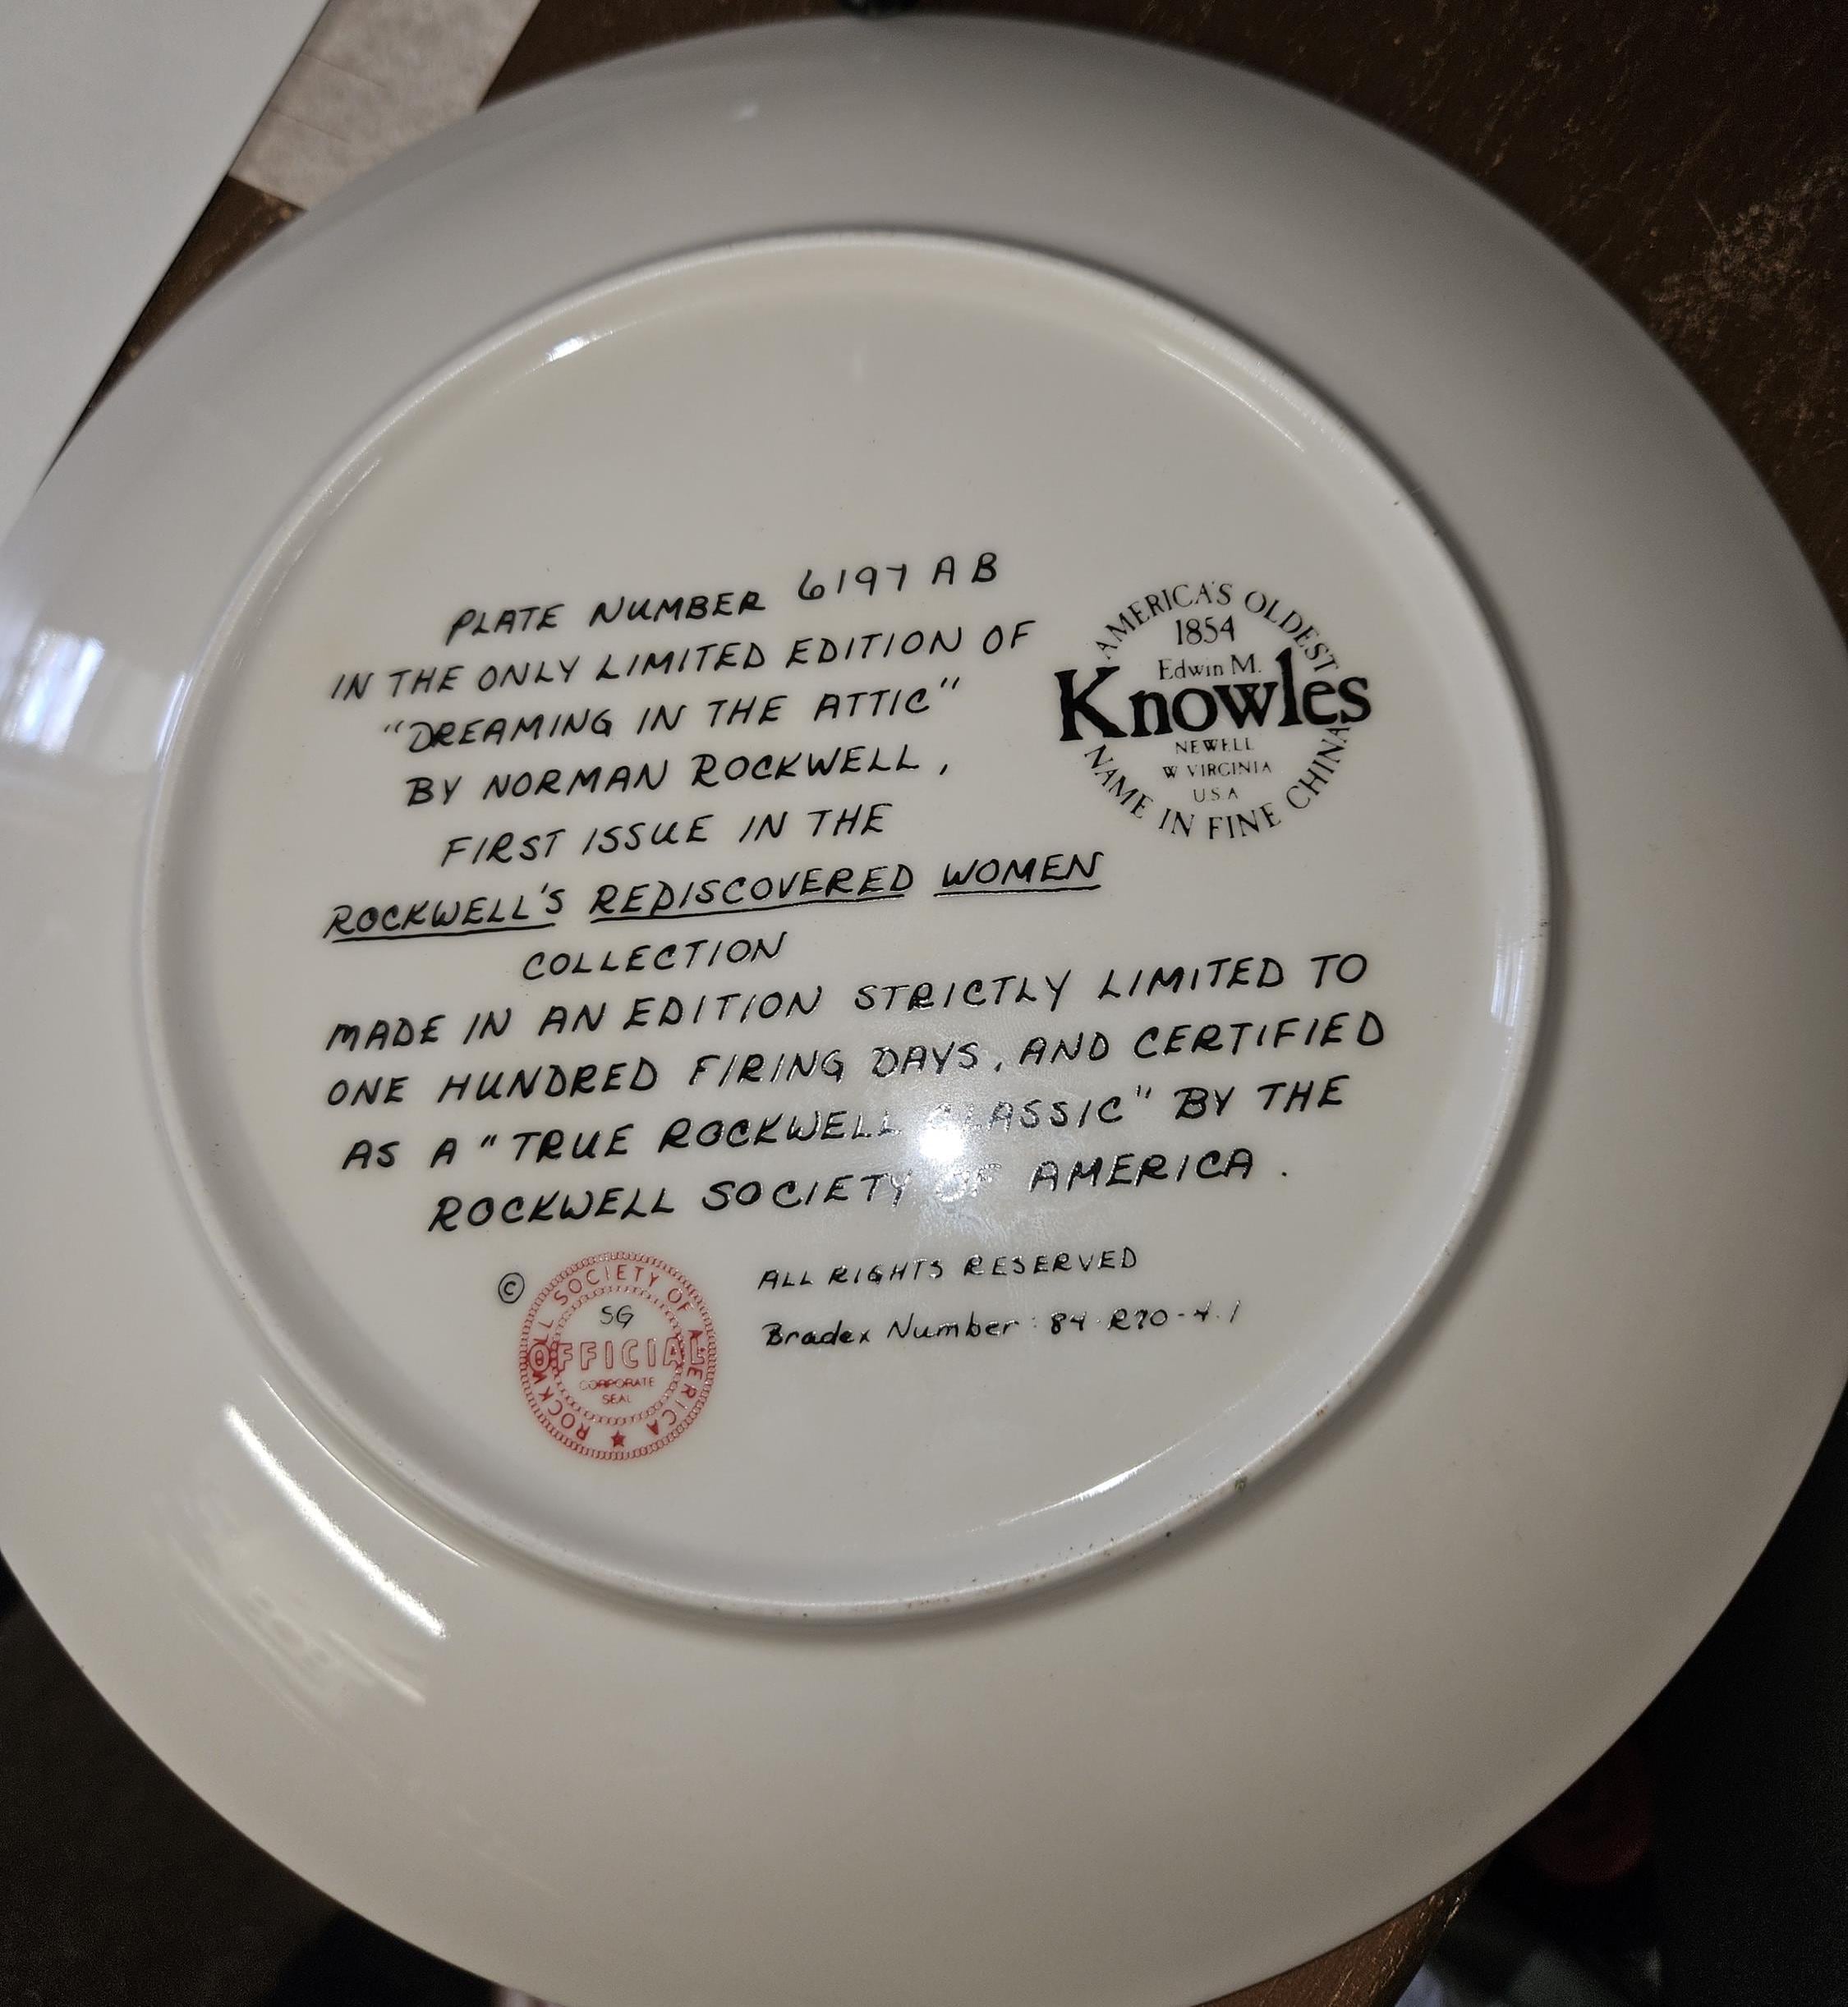 PLATE NUMBER 6197 AB
IN THE ONLY LIMITED EDITION OF
"DREAMING IN THE ATTIC"
BY NORMAN ROCKWELL,
FIRST ISSUE IN THE
ROCKWELL'S REDISCOVERED WOMEN
COLLECTION
MADE IN AN EDITION STRICTLY LIMITED TO
ONE HUNDRED FIRING DAYS, AND CERTIFIED
AS A "TRUE ROCKWELL CLASSIC" BY THE
ROCKWELL SOCIETY OF AMERICA.
AMERICA'S OLDEST
1854
Edwin M.
Knowles
NEWELL
W VIRGINIA
U.S.A
NAME IN FINE CHINA
©
ROCKWELL SOCIETY OF AMERICA
SG
OFFICIAL
CORPORATE
SEAL
ALL RIGHTS RESERVED
Bradex Number: 84-R70-4.1